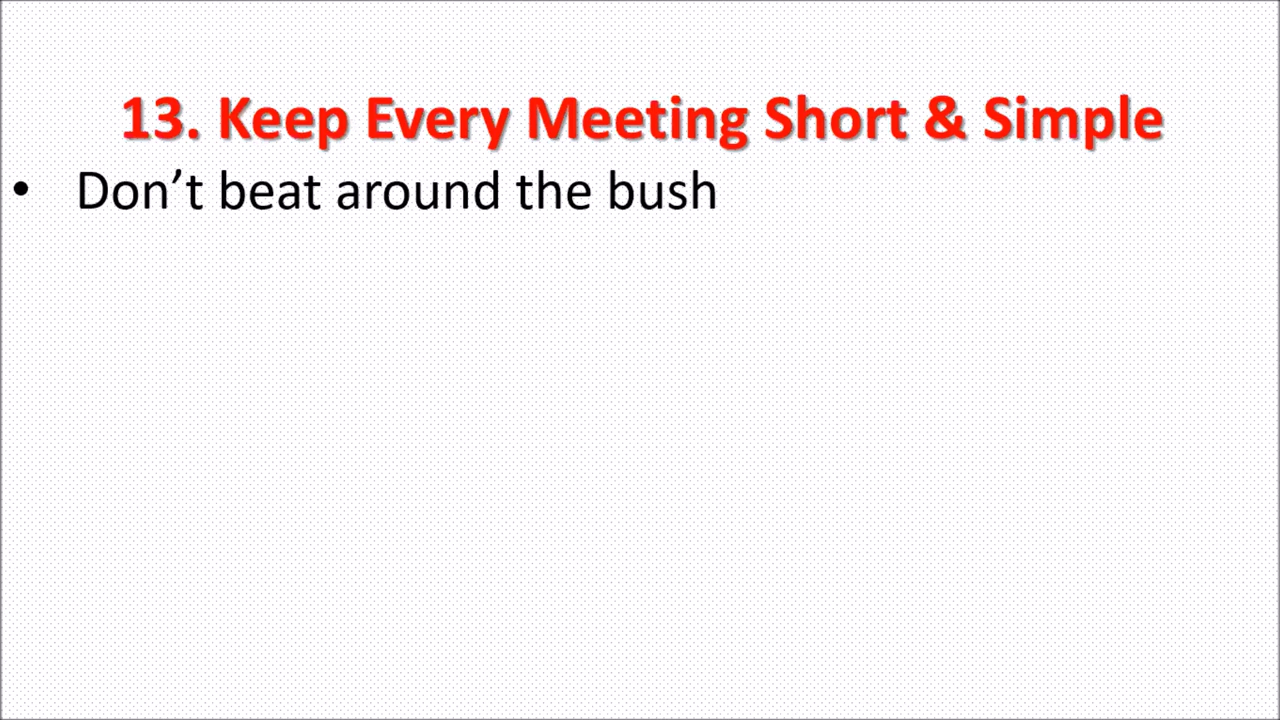 13. Keep Every Meeting Short & Simple
• Don’t beat around the bush